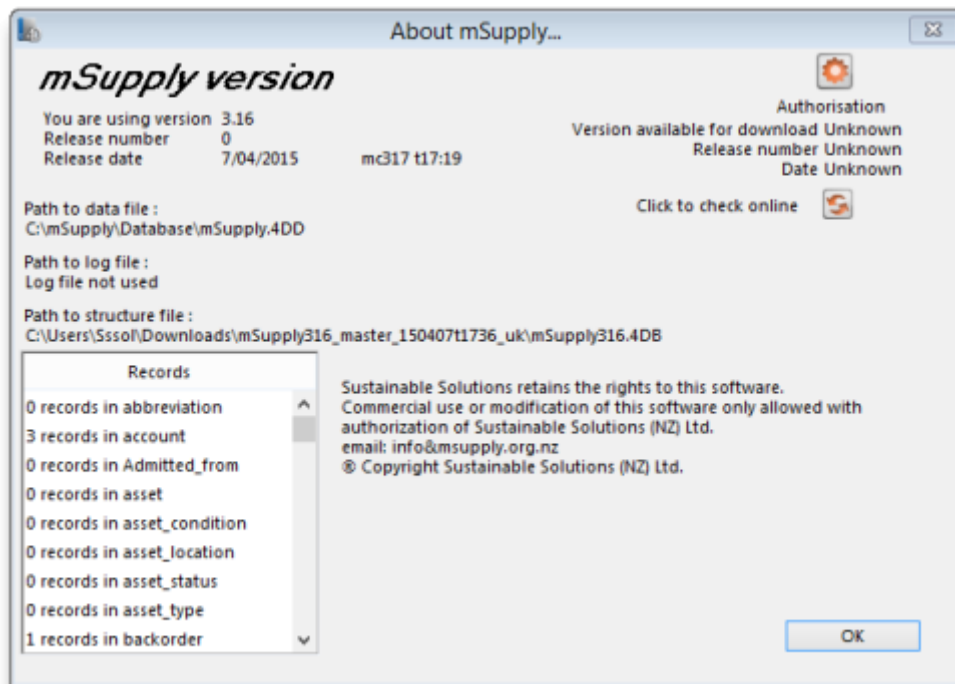 About mSupply...
mSupply version
You are using version 3.16
Release number 0
Release date 7/04/2015 mc317 t17:19
Authorisation
Version available for download Unknown
Release number Unknown
Date Unknown
Click to check online
Path to data file :
C:\mSupply\Database\mSupply.4DD
Path to log file :
Log file not used
Path to structure file :
C:\Users\Sssol\Downloads\mSupply316_master_150407t1736_uk\mSupply316.4DB
Records
0 records in abbreviation
3 records in account
0 records in Admitted_from
0 records in asset
0 records in asset_condition
0 records in asset_location
0 records in asset_status
0 records in asset_type
1 records in backorder
Sustainable Solutions retains the rights to this software.
Commercial use or modification of this software only allowed with
authorization of Sustainable Solutions (NZ) Ltd.
email: info&msupply.org.nz
® Copyright Sustainable Solutions (NZ) Ltd.
OK